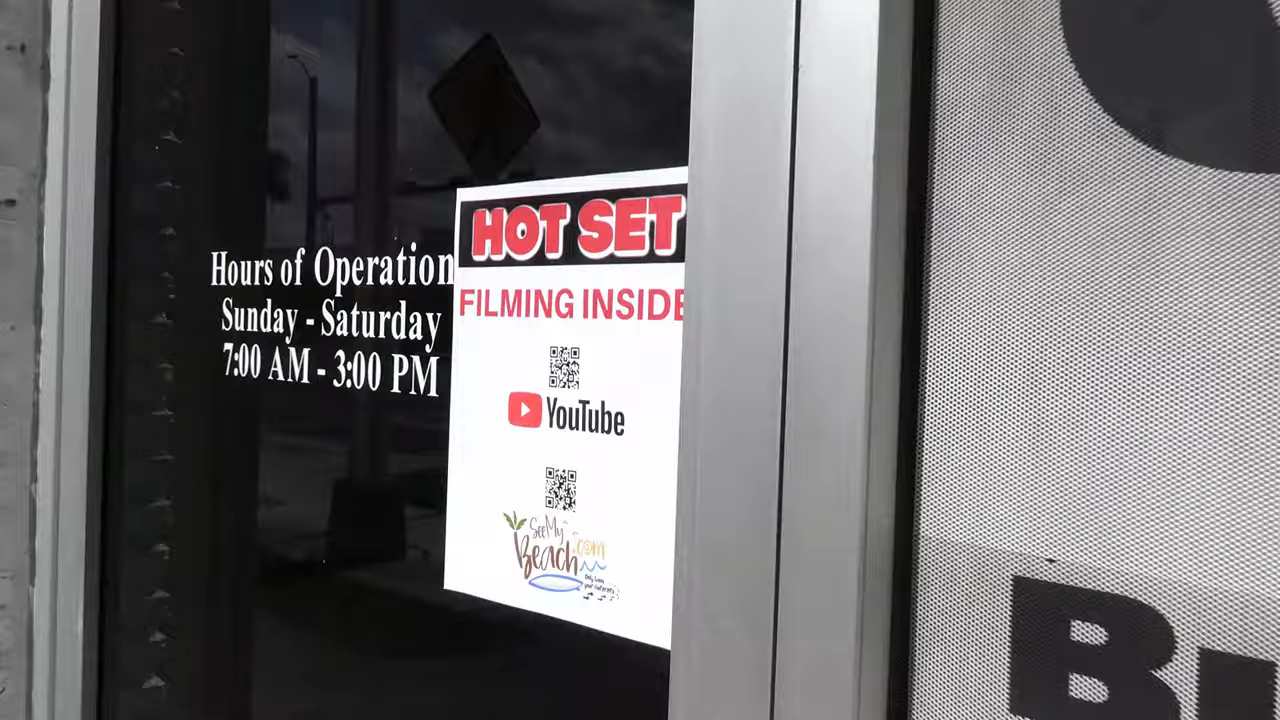 Hours of Operation
Sunday - Saturday
7:00 AM - 3:00 PM
HOT SET
FILMING INSIDE
YouTube
SeeMy
Beach.com